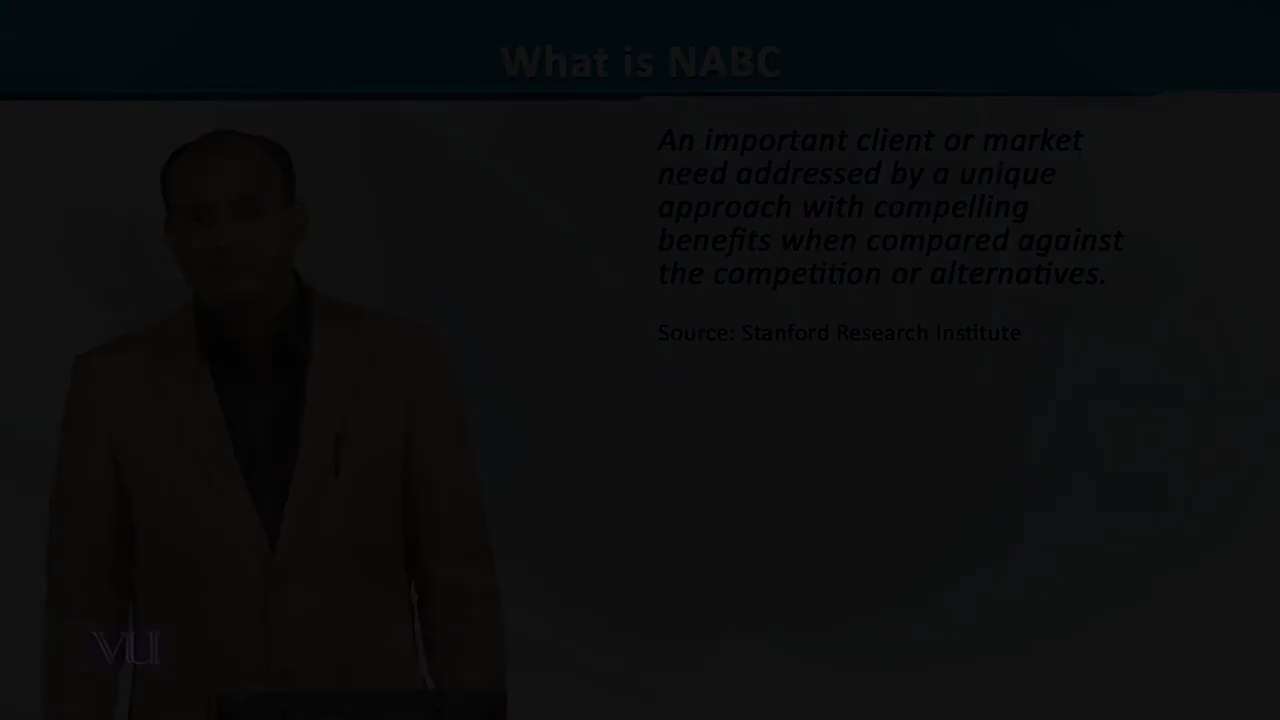 What is NABC
An important client or market
need addressed by a unique
approach with compelling
benefits when compared against
the competition or alternatives.
Source: Stanford Research Institute
VU